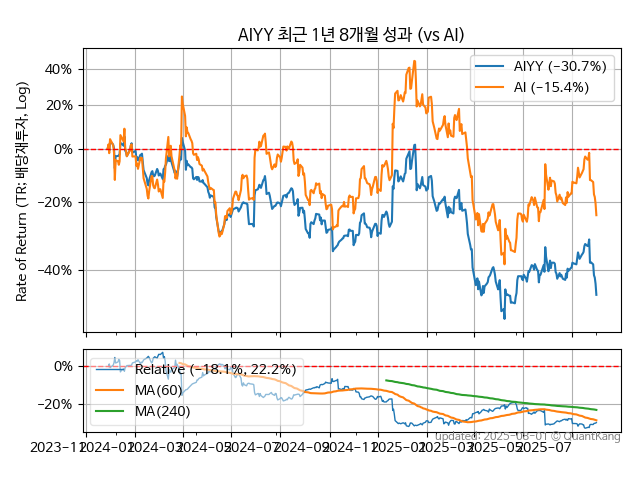 AIYY 최근 1년 8개월 성과 (vs AI)
Rate of Return (TR: 배당재투자, Log)
40%
20%
0%
−20%
−40%
AIYY (−30.7%)
AI (−15.4%)
0%
−20%
Relative (−18.1%, 22.2%)
MA(60)
MA(240)
2024-01
2024-03
2024-05
2024-07
2024-09
2024-11
2025-01
2025-03
2025-05
2025-07
updated: 2025-08-01 © QuantKang